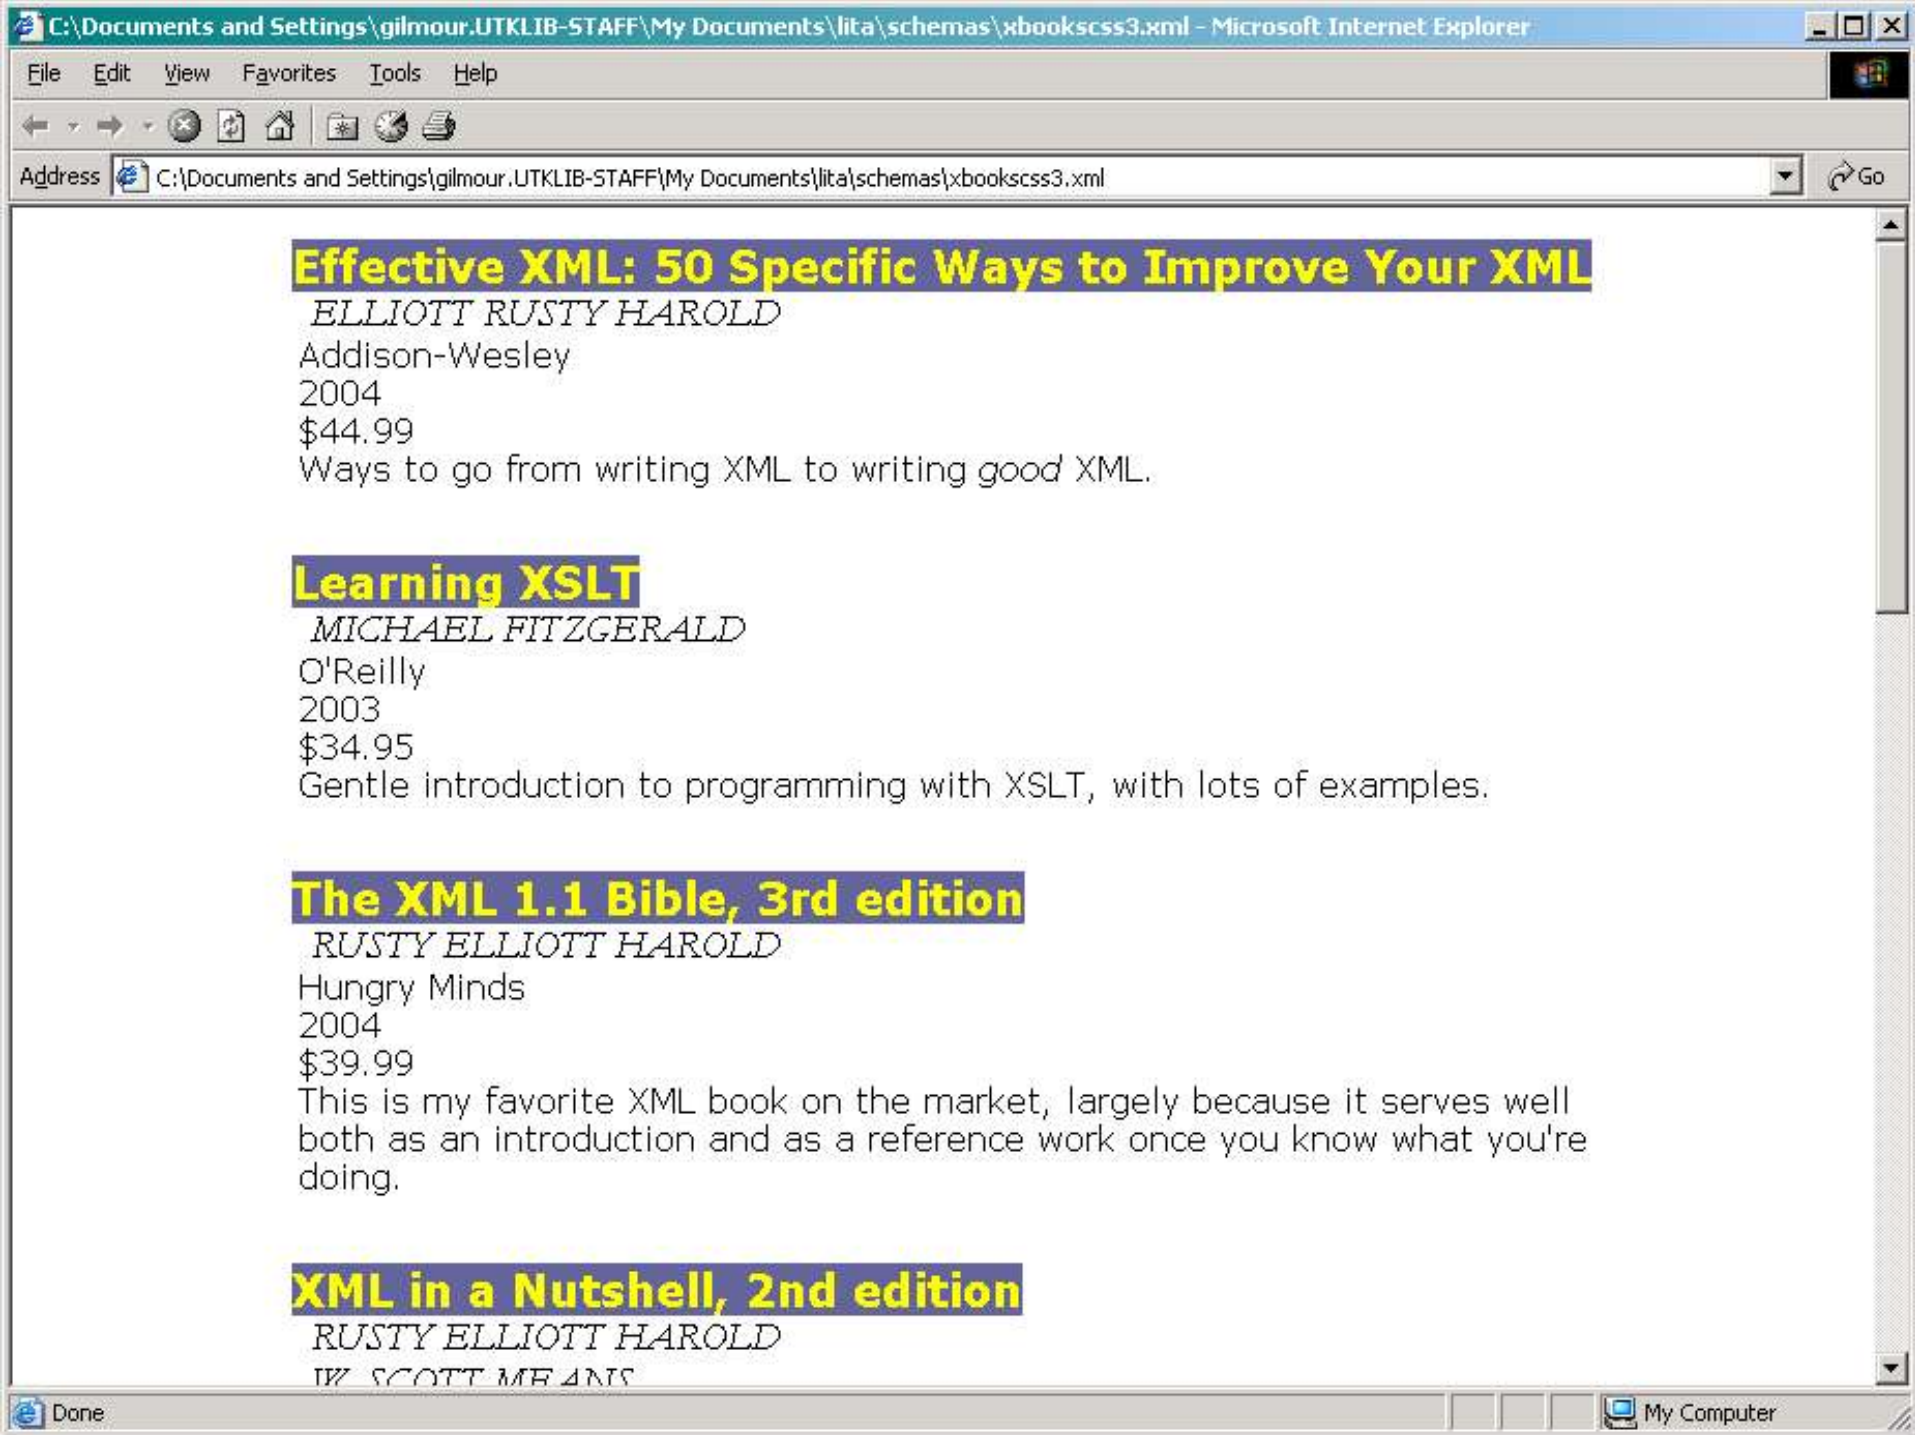 C:\Documents and Settings\gilmour.UTKLIB-STAFF\My Documents\lita\schemas\xbookscss3.xml - Microsoft Internet Explorer
File Edit View Favorites Tools Help
Address C:\Documents and Settings\gilmour.UTKLIB-STAFF\My Documents\lita\schemas\xbookscss3.xml Go
Effective XML: 50 Specific Ways to Improve Your XML
ELLIOTT RUSTY HAROLD
Addison-Wesley
2004
$44.99
Ways to go from writing XML to writing good XML.
Learning XSLT
MICHAEL FITZGERALD
O'Reilly
2003
$34.95
Gentle introduction to programming with XSLT, with lots of examples.
The XML 1.1 Bible, 3rd edition
RUSTY ELLIOTT HAROLD
Hungry Minds
2004
$39.99
This is my favorite XML book on the market, largely because it serves well
both as an introduction and as a reference work once you know what you're
doing.
XML in a Nutshell, 2nd edition
RUSTY ELLIOTT HAROLD
W. SCOTT MEANS
Done My Computer